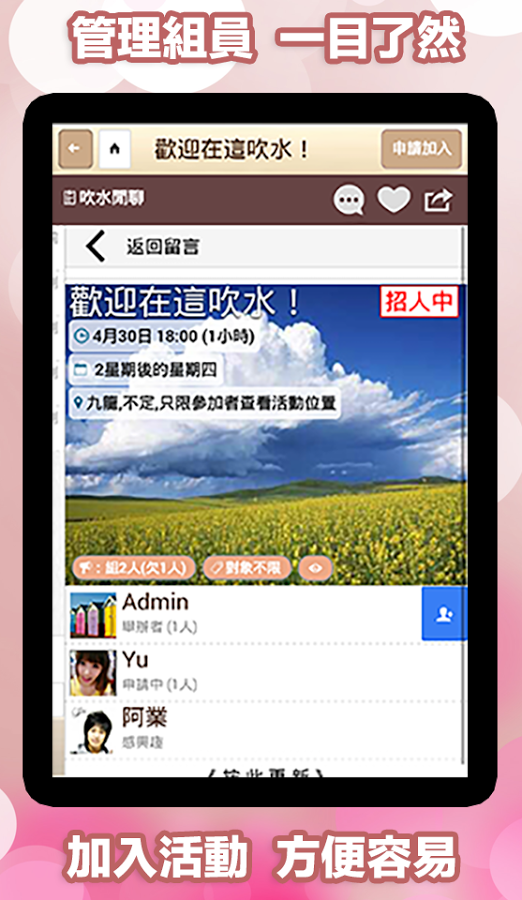 管理組員 一目了然
歡迎在這吹水！
申請加入
吹水閒聊
返回留言
歡迎在這吹水！
招人中
4月30日 18:00 (1小時)
2星期後的星期四
九龍,不定,只限參加者查看活動位置
：組2人(欠1人)
對象不限
Admin
舉辦者 (1人)
Yu
申請中 (1人)
阿業
感興趣
加入活動 方便容易